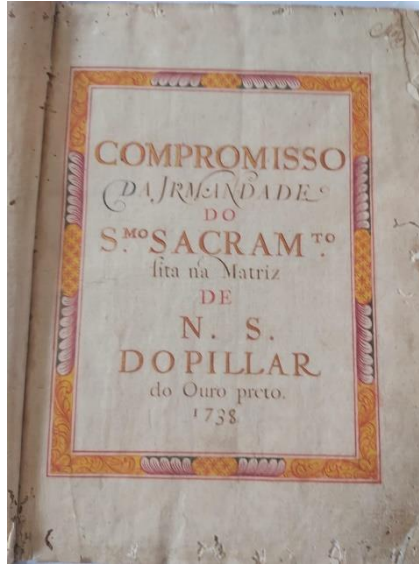 COMPROMISSO
DA JRMANDADE
DO
S.MO SACRAM.TO
sita na Matriz
DE
N. S.
DO PILLAR
do Ouro preto.
1738